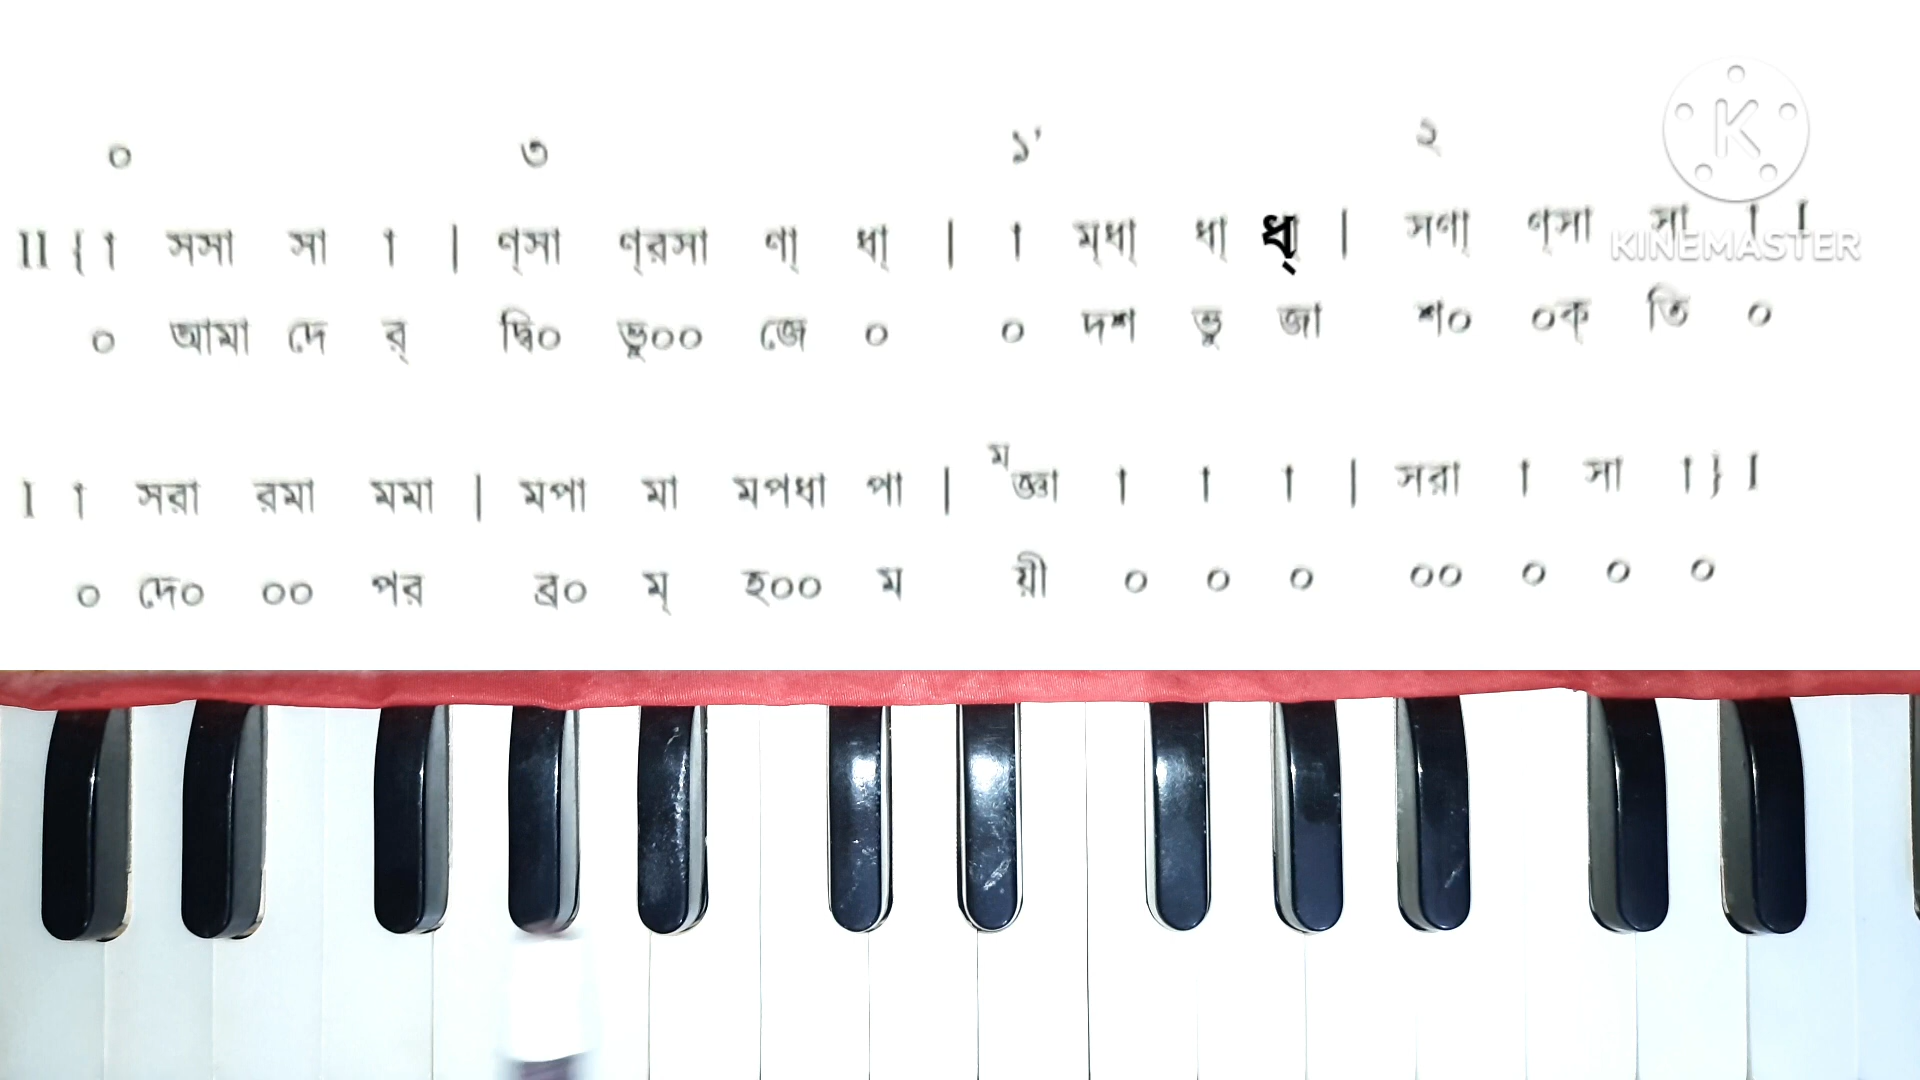 ০ ৩ ১´ ২
II { া সসা সা া | ণ্‌সা ণ্‌রসা ণা্ ধা্ | া ম্‌ধা্ ধা্ ধ্‌ | সণা্ ণ্‌সা সা া I
০ আমা দে র্ দ্বি০ ভু০০ জে ০ ০ দশ ভু জা শ০ ০ক্ তি ০
I া সরা রমা মমা | মপা মা মপধা পা | মজ্ঞা া া া | সরা া সা া } I
০ দে০ ০০ পর ব্র০ ম্ হ০০ ম য়ী ০ ০ ০ ০০ ০ ০ ০
K
KINEMASTER